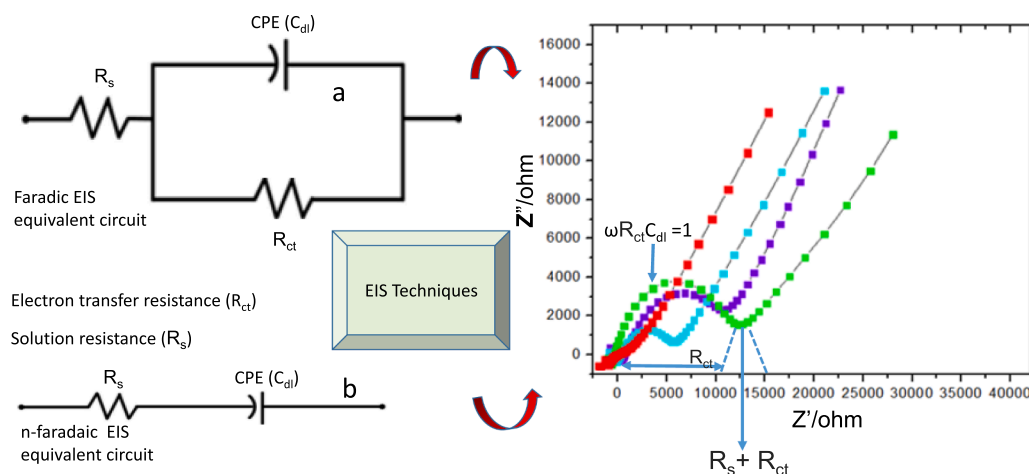 CPE (Cdl)
Rs
a
Faradic EIS
equivalent circuit
Rct
Electron transfer resistance (Rct)
Solution resistance (Rs)
EIS Techniques
Rs
CPE (Cdl)
b
n-faradaic EIS
equivalent circuit
Z"/ohm
16000
14000
12000
10000
8000
6000
4000
2000
0
ωRctCdl =1
Rct
0 5000 10000 15000 20000 25000 30000 35000 40000
Z'/ohm
Rs+ Rct